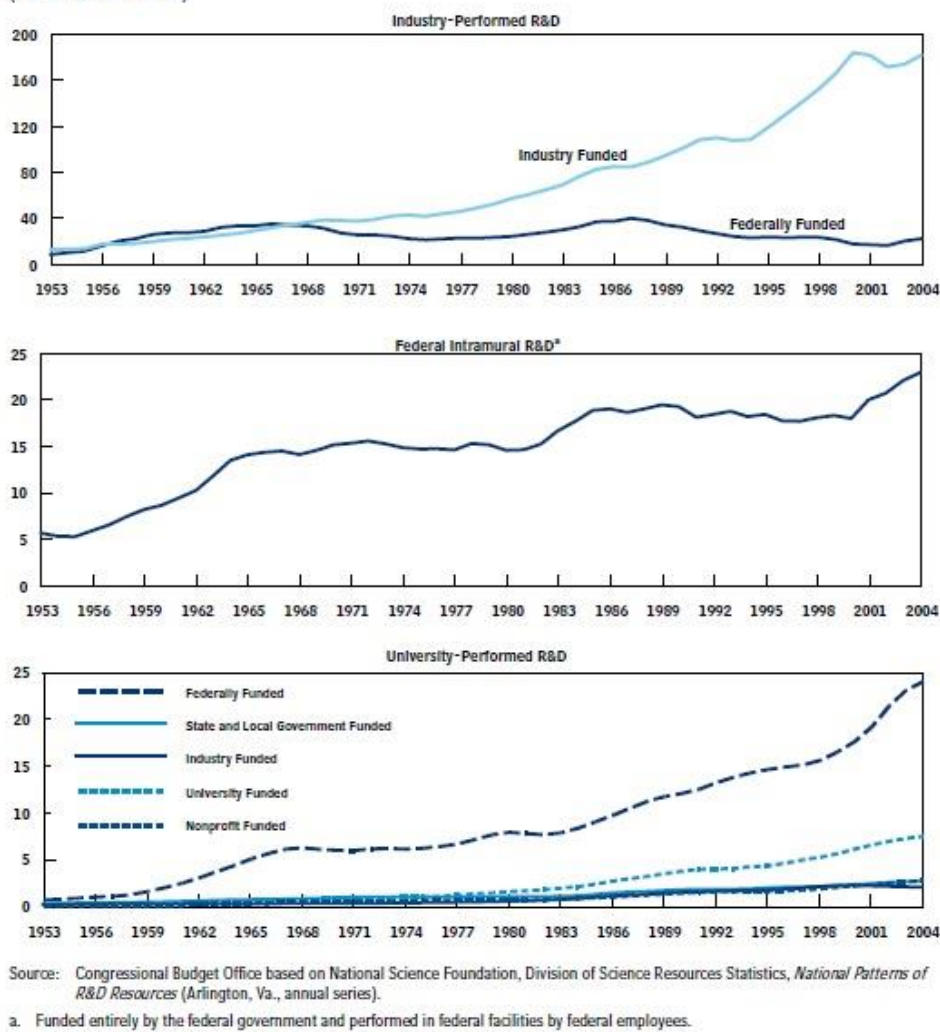 Industry-Performed R&D
200
160
120
80
40
0
Industry Funded
Federally Funded
1953 1956 1959 1962 1965 1968 1971 1974 1977 1980 1983 1986 1989 1992 1995 1998 2001 2004
Federal Intramural R&Dᵃ
25
20
15
10
5
0
1953 1956 1959 1962 1965 1968 1971 1974 1977 1980 1983 1986 1989 1992 1995 1998 2001 2004
University-Performed R&D
25
20
15
10
5
0
Federally Funded
State and Local Government Funded
Industry Funded
University Funded
Nonprofit Funded
1953 1956 1959 1962 1965 1968 1971 1974 1977 1980 1983 1986 1989 1992 1995 1998 2001 2004
Source: Congressional Budget Office based on National Science Foundation, Division of Science Resources Statistics, National Patterns of
R&D Resources (Arlington, Va., annual series).
a. Funded entirely by the federal government and performed in federal facilities by federal employees.